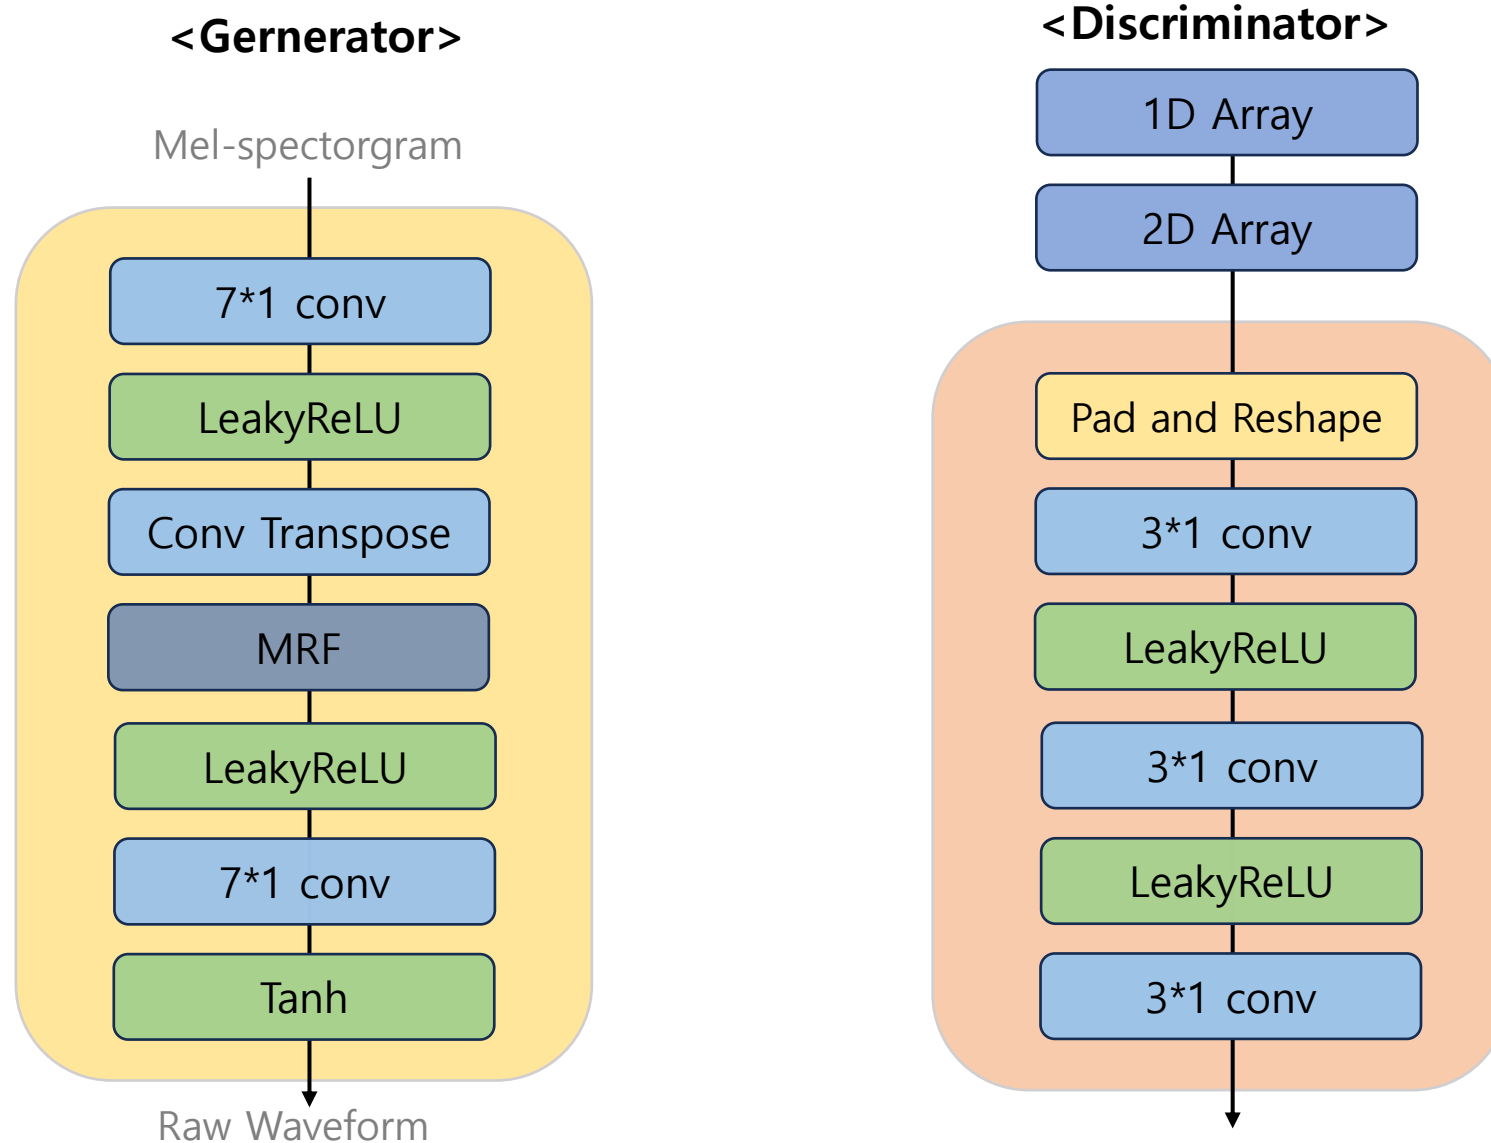 <Gernerator>
Mel-spectorgram
7*1 conv
LeakyReLU
Conv Transpose
MRF
LeakyReLU
7*1 conv
Tanh
Raw Waveform
<Discriminator>
1D Array
2D Array
Pad and Reshape
3*1 conv
LeakyReLU
3*1 conv
LeakyReLU
3*1 conv